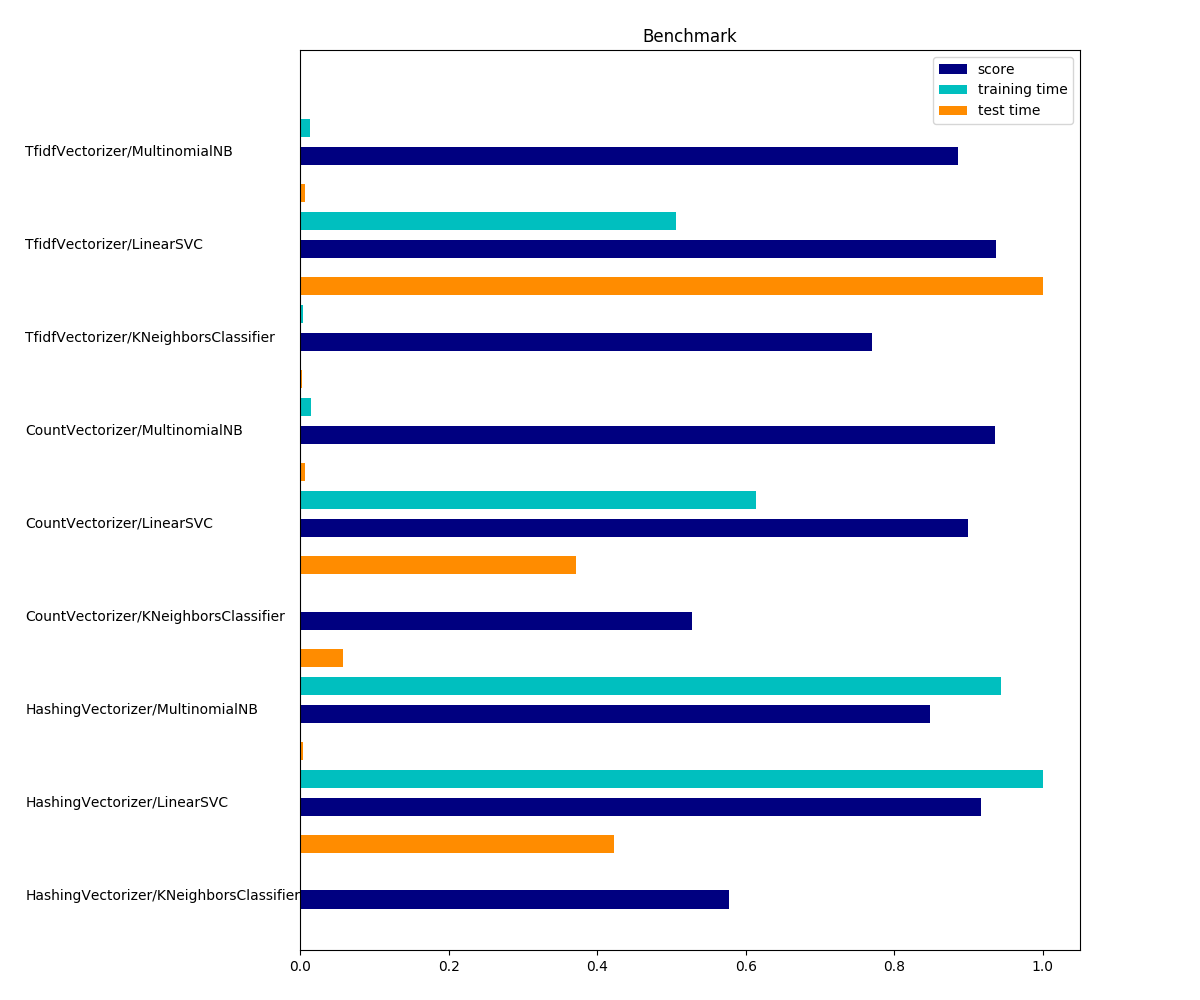 Benchmark
score
training time
test time
TfidfVectorizer/MultinomialNB
TfidfVectorizer/LinearSVC
TfidfVectorizer/KNeighborsClassifier
CountVectorizer/MultinomialNB
CountVectorizer/LinearSVC
CountVectorizer/KNeighborsClassifier
HashingVectorizer/MultinomialNB
HashingVectorizer/LinearSVC
HashingVectorizer/KNeighborsClassifier
0.0 0.2 0.4 0.6 0.8 1.0